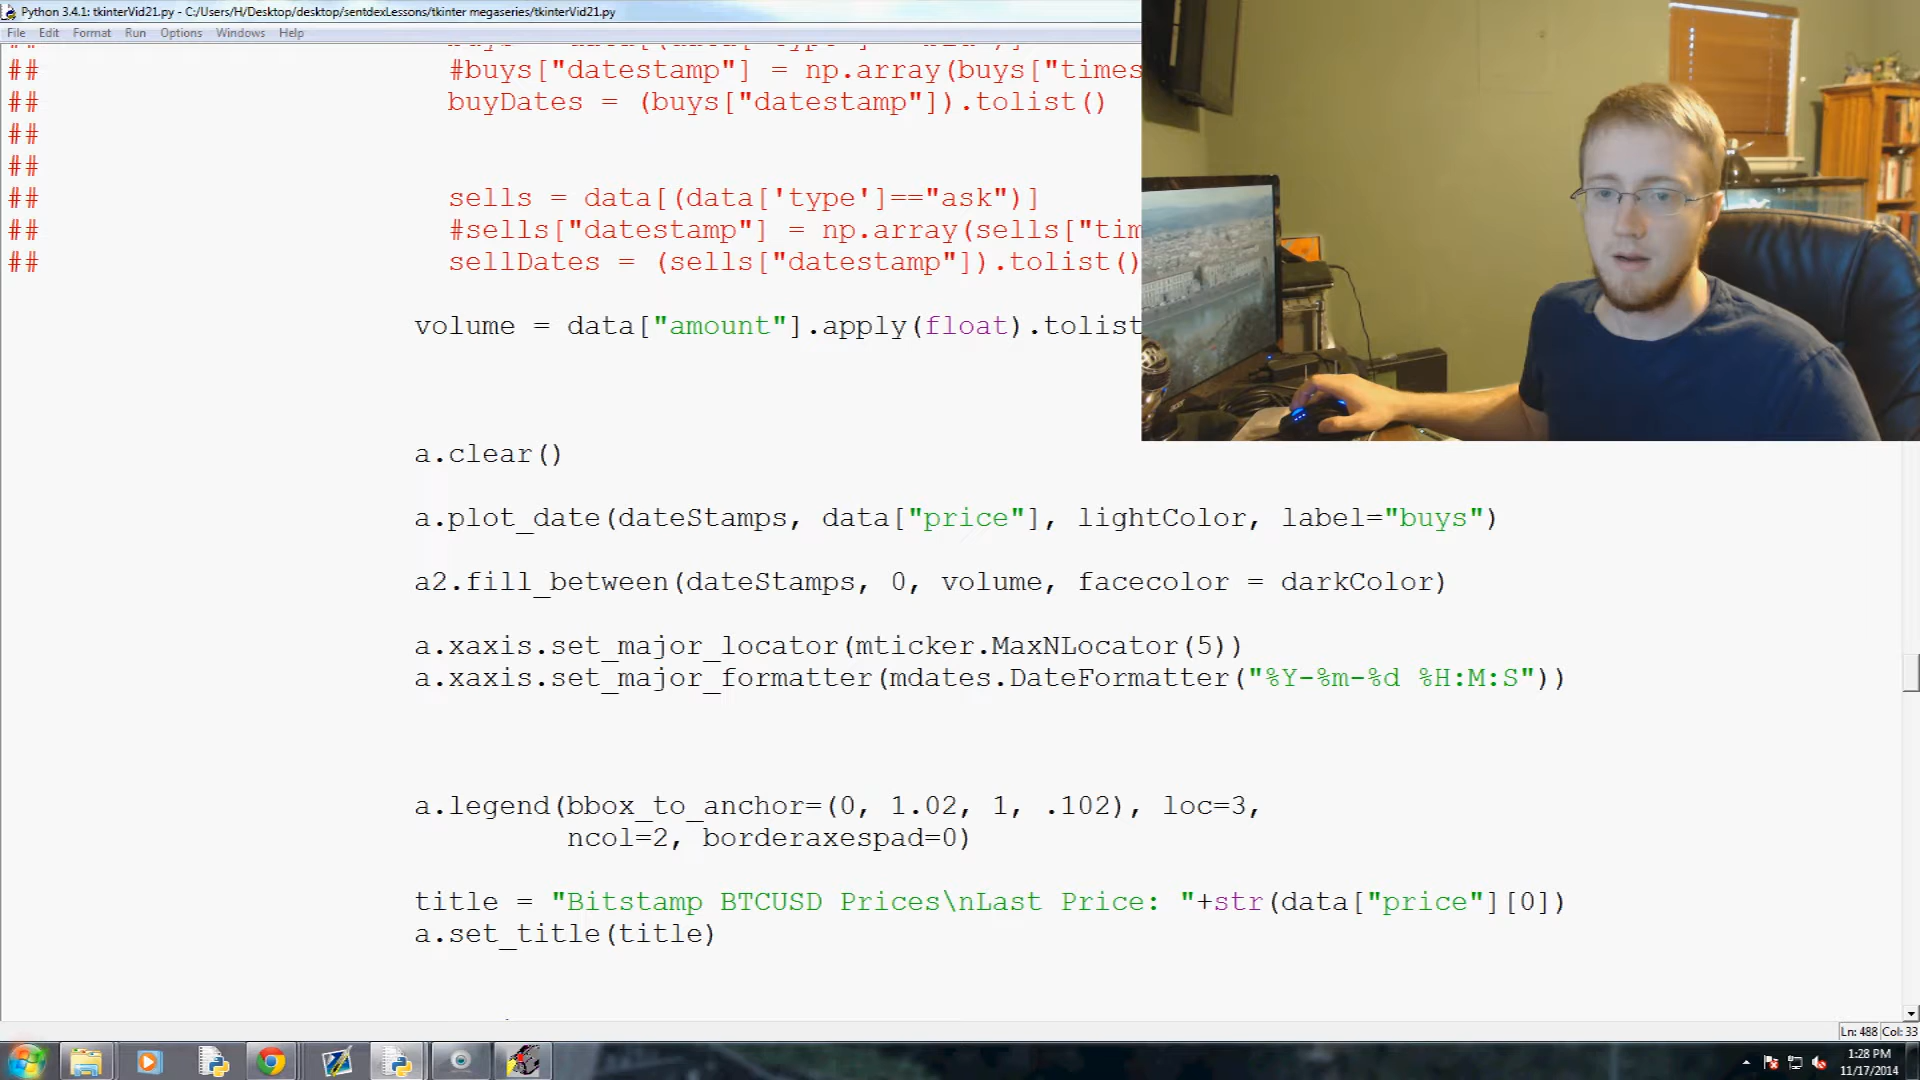 Python 3.4.1: tkinterVid21.py - C:/Users/H/Desktop/desktop/sentdexLessons/tkinter megaseries/tkinterVid21.py
File Edit Format Run Options Windows Help
## #buys["datestamp"] = np.array(buys["times
## buyDates = (buys["datestamp"]).tolist()
##
##
## sells = data[(data['type']=="ask")]
## #sells["datestamp"] = np.array(sells["tim
## sellDates = (sells["datestamp"]).tolist()
volume = data["amount"].apply(float).tolist
a.clear()
a.plot_date(dateStamps, data["price"], lightColor, label="buys")
a2.fill_between(dateStamps, 0, volume, facecolor = darkColor)
a.xaxis.set_major_locator(mticker.MaxNLocator(5))
a.xaxis.set_major_formatter(mdates.DateFormatter("%Y-%m-%d %H:M:S"))
a.legend(bbox_to_anchor=(0, 1.02, 1, .102), loc=3,
ncol=2, borderaxespad=0)
title = "Bitstamp BTCUSD Prices\nLast Price: "+str(data["price"][0])
a.set_title(title)
Ln: 488 Col: 33
1:28 PM
11/17/2014